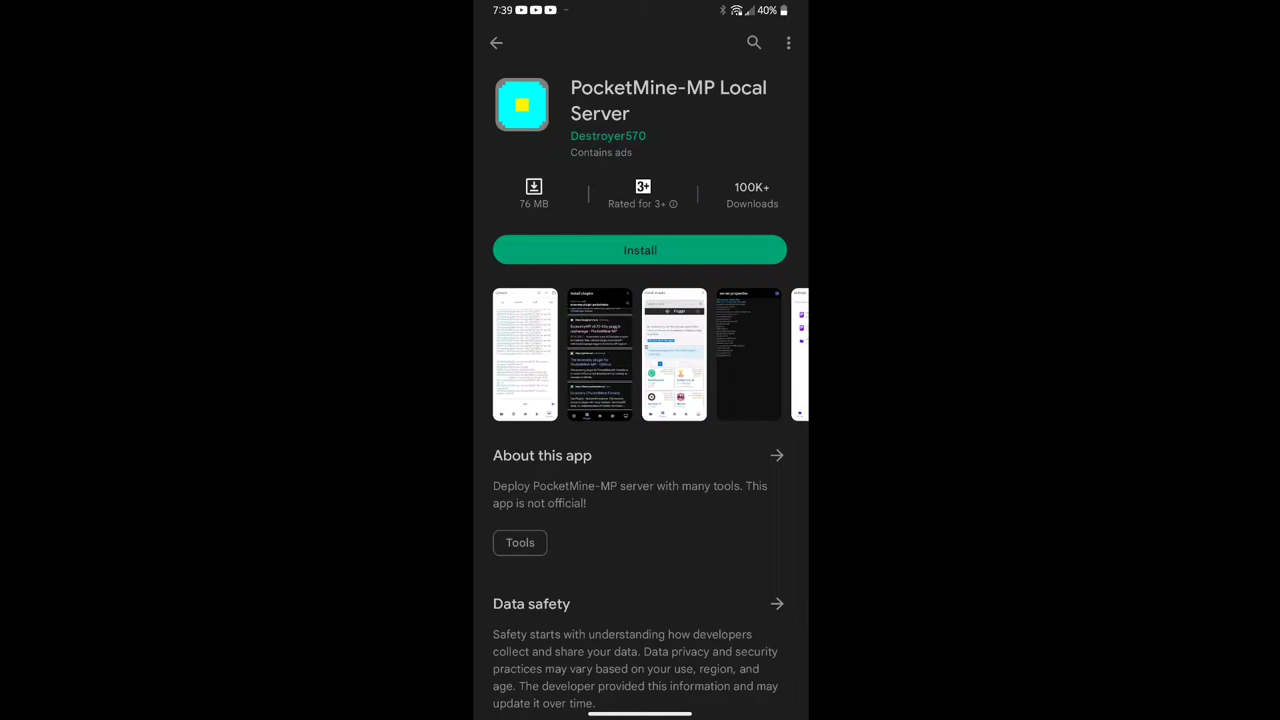 7:39
40%
PocketMine-MP Local
Server
Destroyer570
Contains ads
3+
100K+
76 MB
Rated for 3+
Downloads
Install
About this app
Deploy PocketMine-MP server with many tools. This
app is not official!
Tools
Data safety
Safety starts with understanding how developers
collect and share your data. Data privacy and security
practices may vary based on your use, region, and
age. The developer provided this information and may
update it over time.